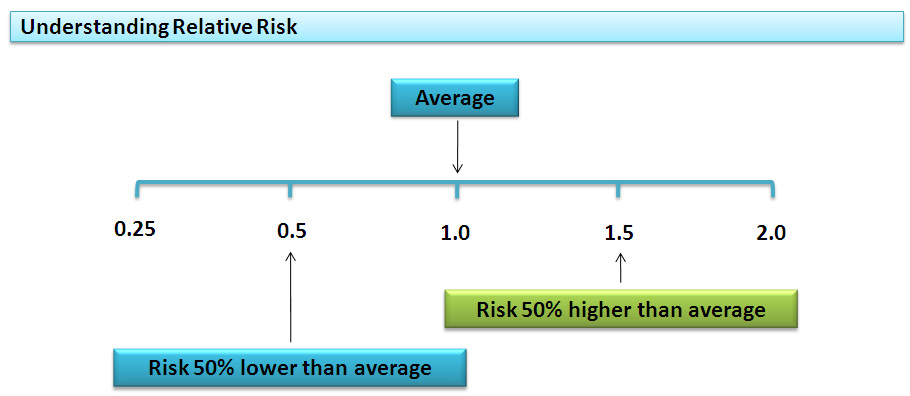 Understanding Relative Risk
Average
0.25 0.5 1.0 1.5 2.0
Risk 50% higher than average
Risk 50% lower than average